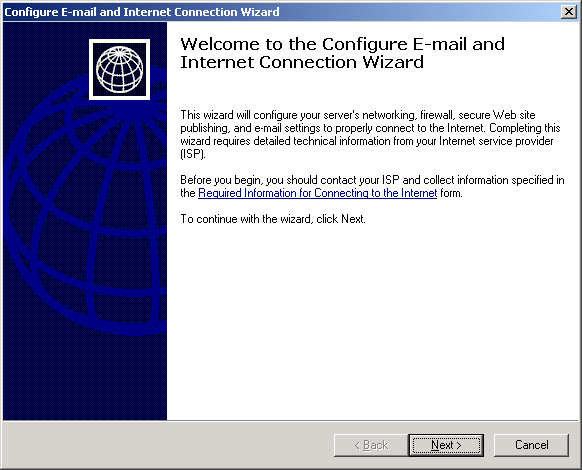 Configure E-mail and Internet Connection Wizard
Welcome to the Configure E-mail and
Internet Connection Wizard
This wizard will configure your server's networking, firewall, secure Web site
publishing, and e-mail settings to properly connect to the Internet. Completing this
wizard requires detailed technical information from your Internet service provider
(ISP).
Before you begin, you should contact your ISP and collect information specified in
the Required Information for Connecting to the Internet form.
To continue with the wizard, click Next.
< Back
Next >
Cancel